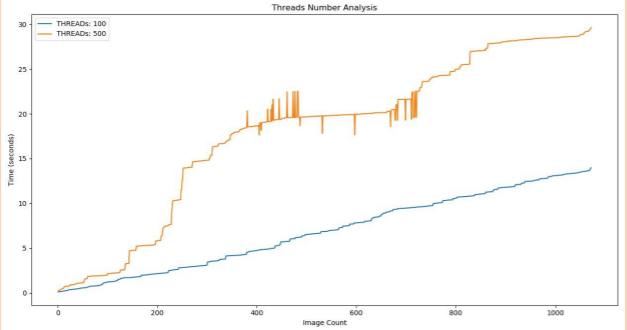 Threads Number Analysis
THREADs: 100
THREADs: 500
Time (seconds)
30
25
20
15
10
5
0
0 200 400 600 800 1000
Image Count